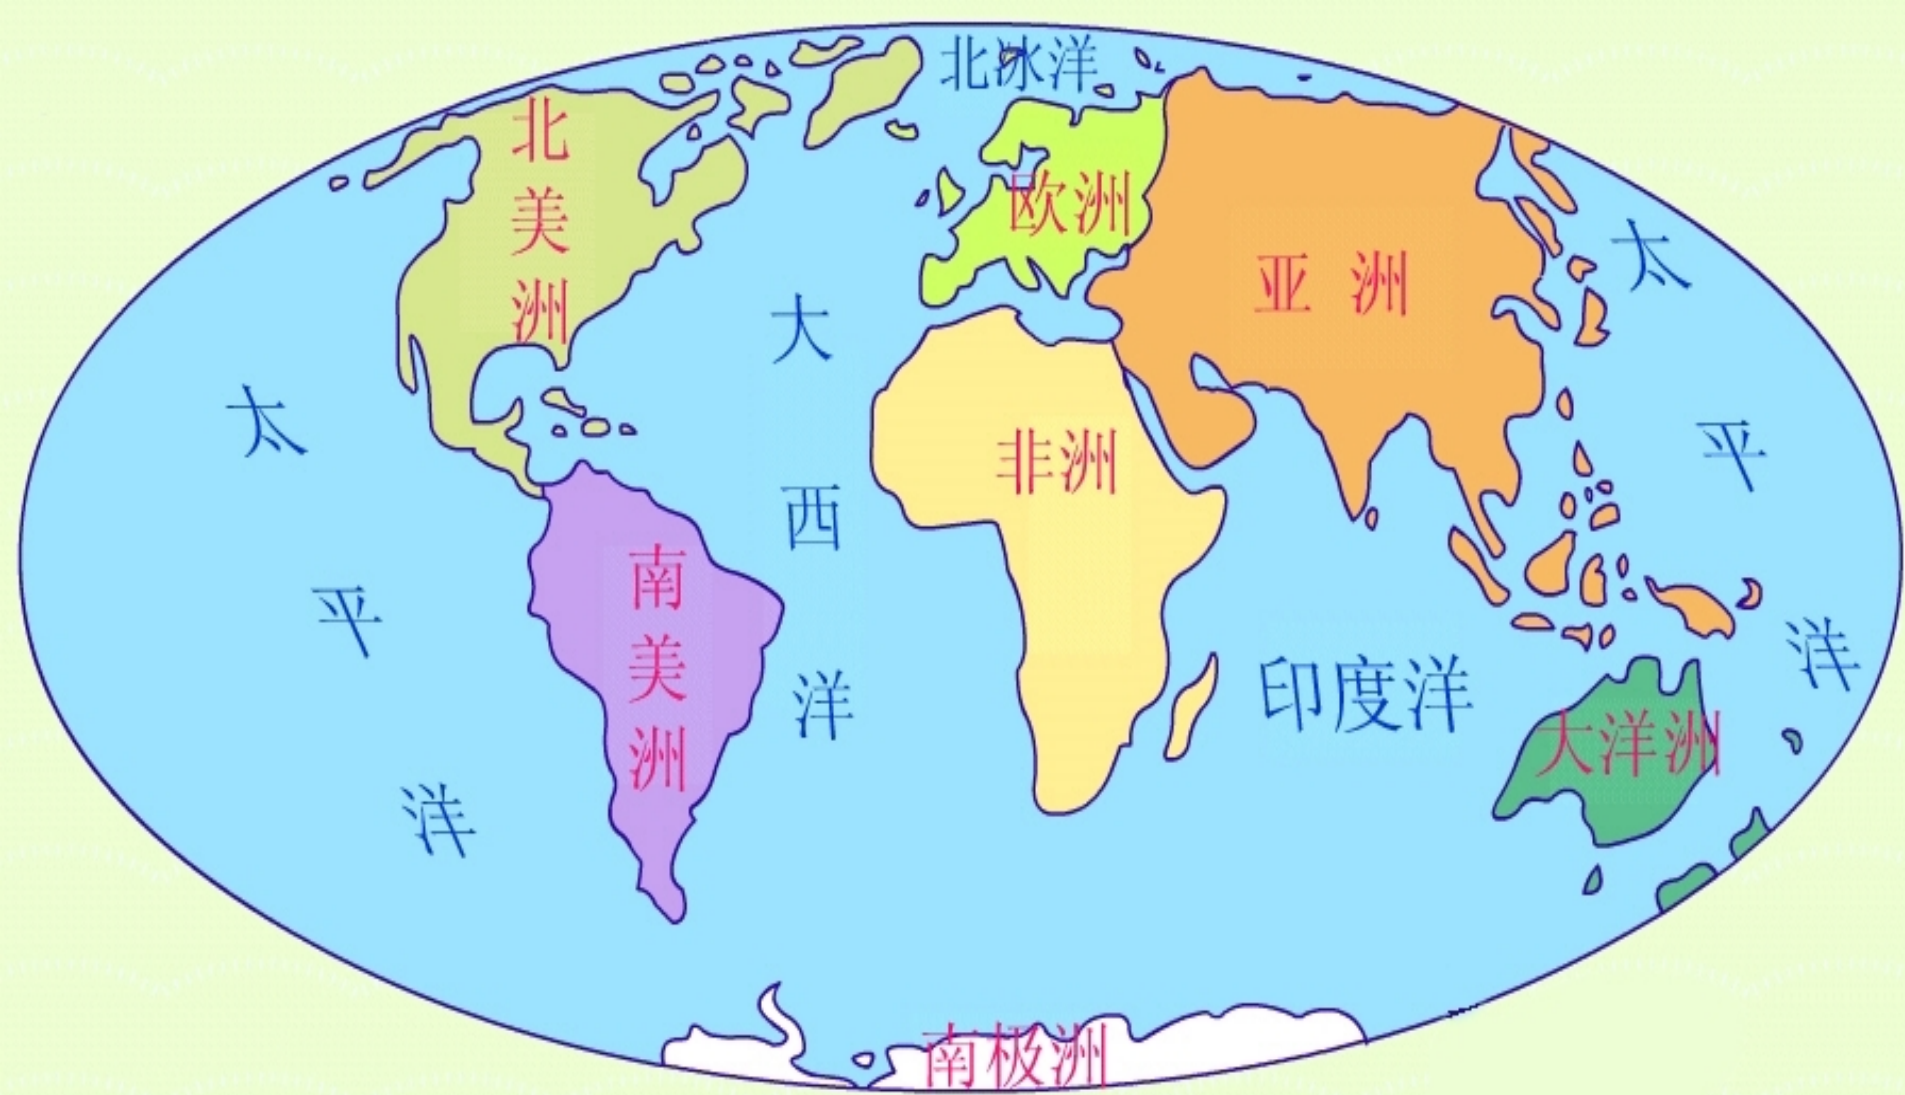 北冰洋
北美洲
欧洲
亚洲
太平洋
大西洋
太平洋
非洲
南美洲
印度洋
大洋洲
南极洲